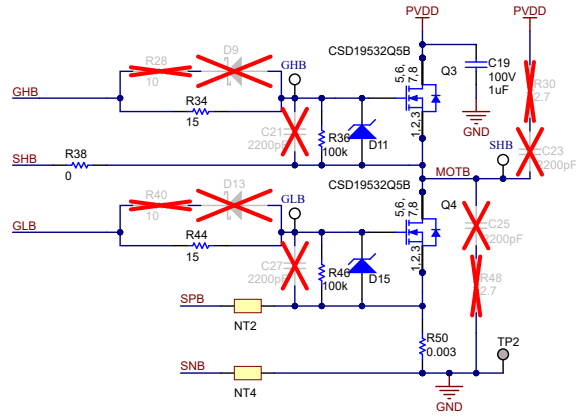 PVDD
PVDD
D9
R28
10
GHB
CSD19532Q5B
Q3
5,6,
7,8
C19
100V
1uF
R30
2.7
GHB
R34
15
C21
2200pF
R36
100k
D11
1,2,3
GND
C23
2200pF
SHB
R38
0
SHB
MOTB
CSD19532Q5B
D13
R40
10
GLB
5,6,
7,8
Q4
C25
2200pF
GLB
R44
15
C27
2200pF
R46
100k
D15
1,2,3
R48
2.7
SPB
NT2
R50
0.003
TP2
SNB
NT4
GND